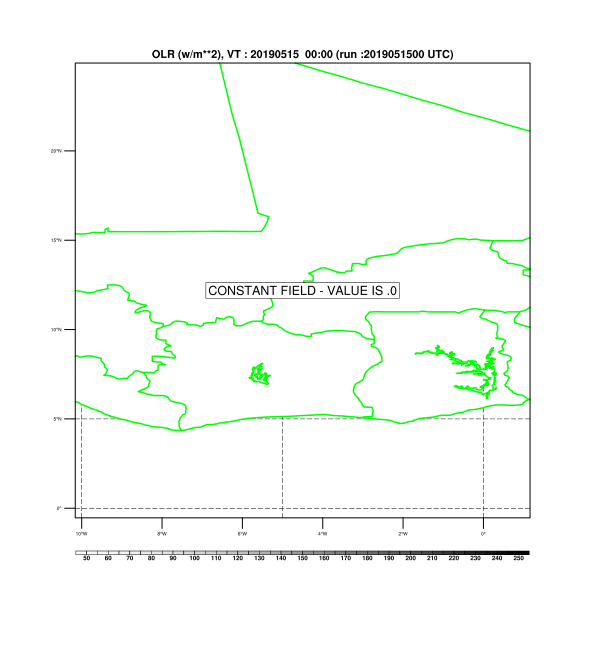 OLR (w/m**2), VT : 20190515 00:00 (run :2019051500 UTC)
20°N
15°N
CONSTANT FIELD - VALUE IS .0
10°N
5°N
0°
10°W 8°W 6°W 4°W 2°W 0°
50 60 70 80 90 100 110 120 130 140 150 160 170 180 190 200 210 220 230 240 250